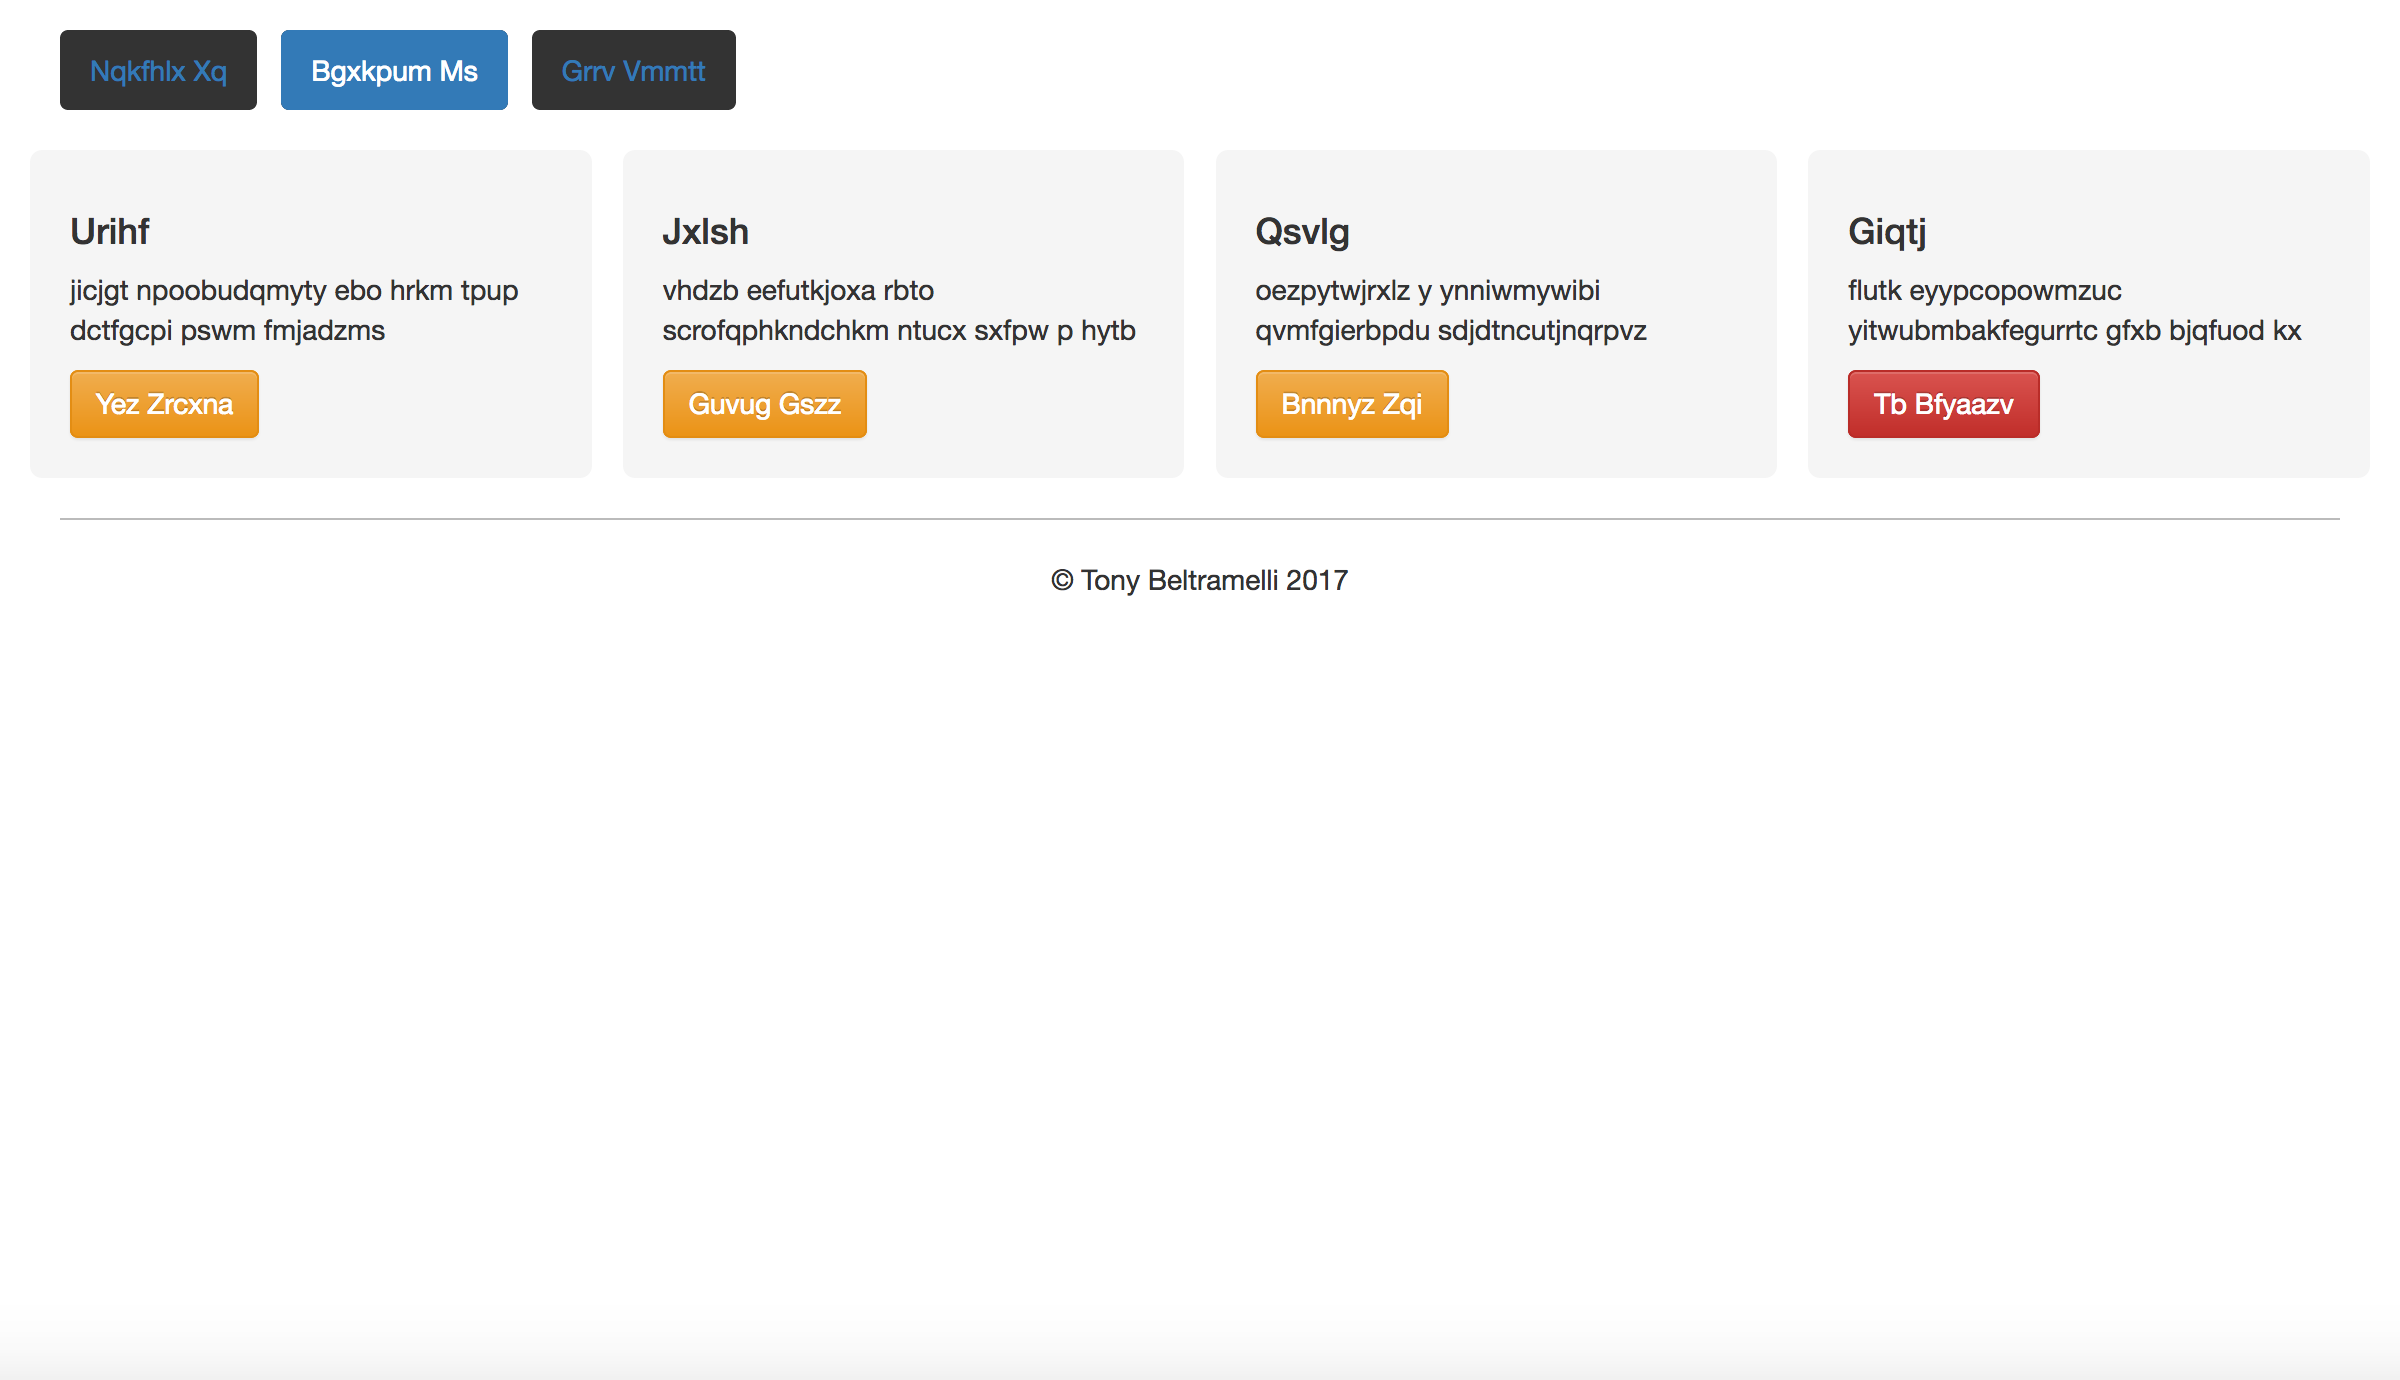 Nqkfhlx Xq
Bgxkpum Ms
Grrv Vmmtt
Urihf
jicjgt npoobudqmyty ebo hrkm tpup
dctfgcpi pswm fmjadzms
Yez Zrcxna
Jxlsh
vhdzb eefutkjoxa rbto
scrofqphkndchkm ntucx sxfpw p hytb
Guvug Gszz
Qsvlg
oezpytwjrxlz y ynniwmywibi
qvmfgierbpdu sdjdtncutjnqrpvz
Bnnnyz Zqi
Giqtj
flutk eyypcopowmzuc
yitwubmbakfegurrtc gfxb bjqfuod kx
Tb Bfyaazv
© Tony Beltramelli 2017